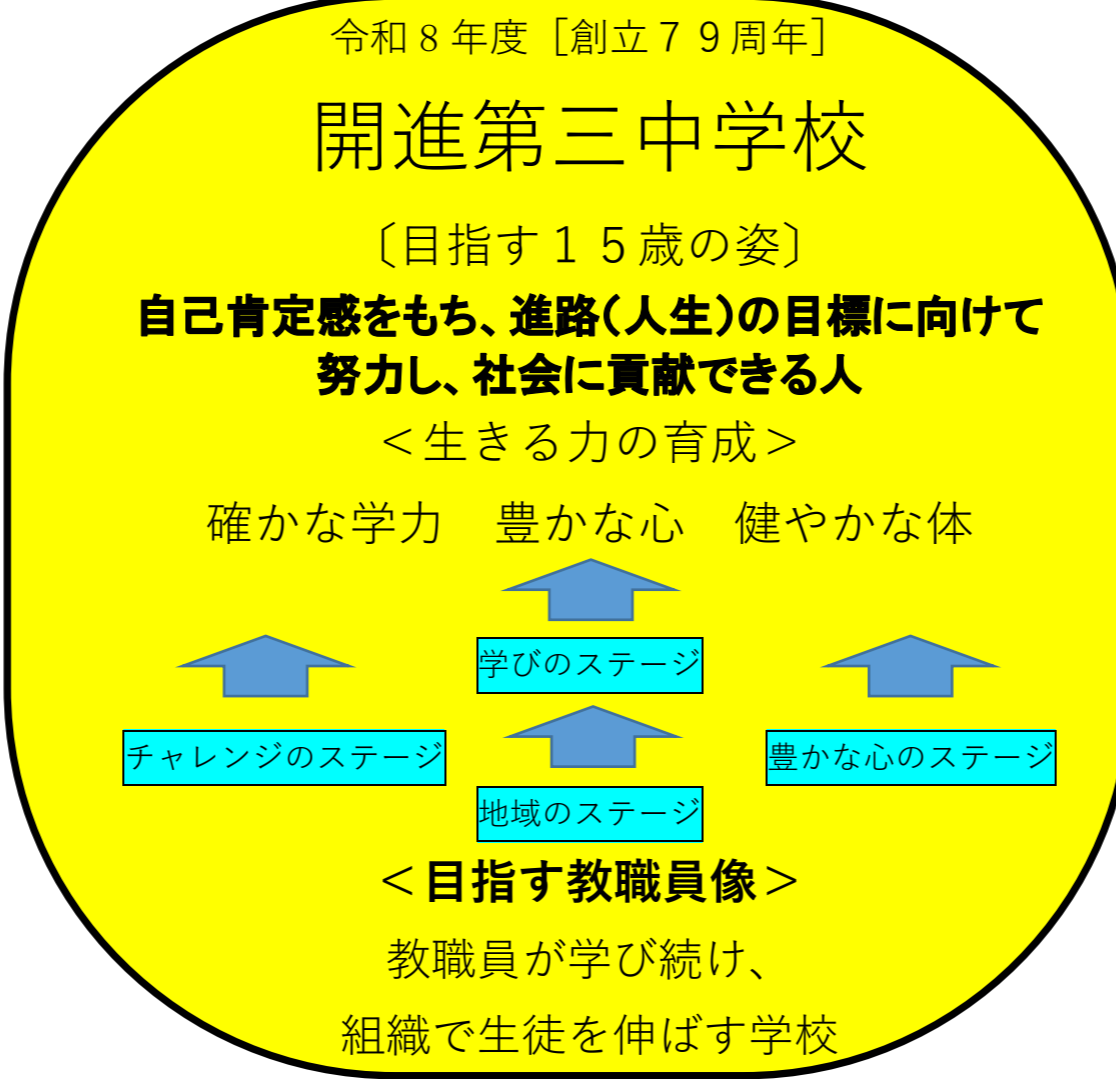 令和８年度［創立７９周年］
開進第三中学校
〔目指す１５歳の姿〕
自己肯定感をもち、進路（人生）の目標に向けて
努力し、社会に貢献できる人
＜生きる力の育成＞
確かな学力　豊かな心　健やかな体
学びのステージ
チャレンジのステージ
豊かな心のステージ
地域のステージ
＜目指す教職員像＞
教職員が学び続け、
組織で生徒を伸ばす学校